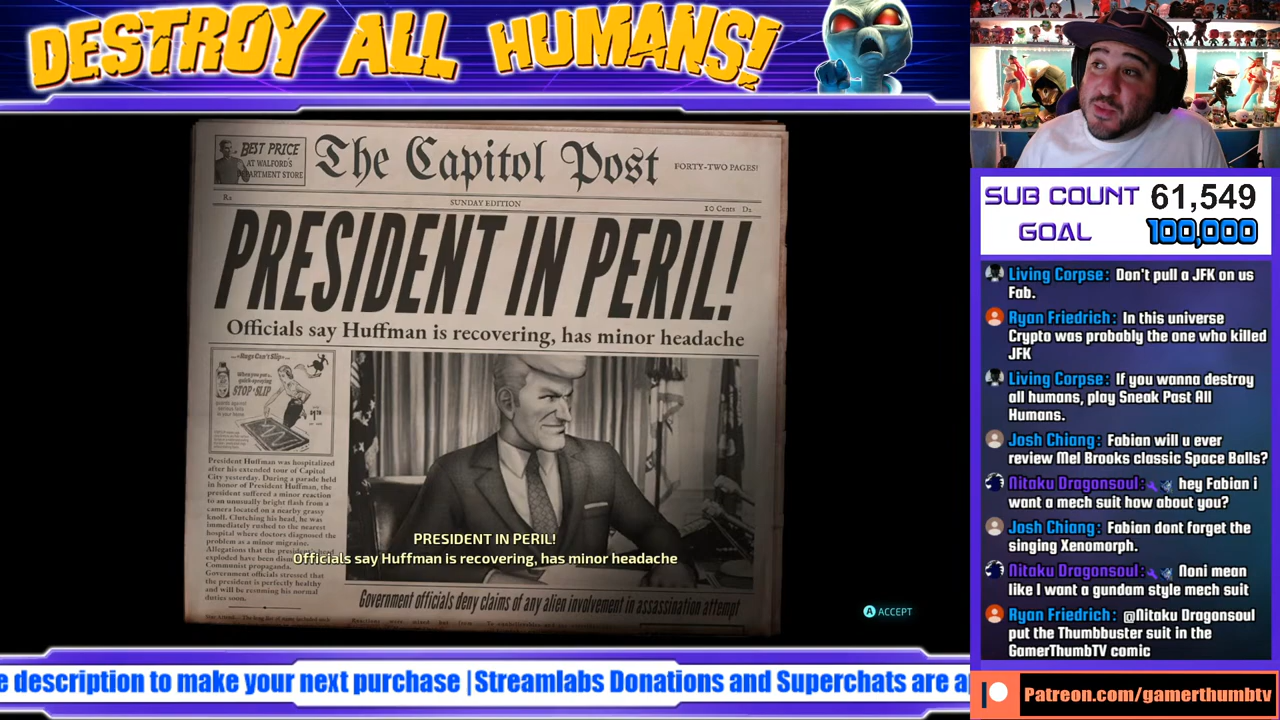 DESTROY ALL HUMANS!
BEST PRICE
AT WALFORD'S
DEPARTMENT STORE
The Capitol Post
FORTY-TWO PAGES!
R2
SUNDAY EDITION
10 Cents D2
PRESIDENT IN PERIL!
Officials say Huffman is recovering, has minor headache
STOP SLIP
President Huffman was hospitalized
after his extended tour of Capitol
City yesterday. During a parade held
in honor of President Huffman, the
president suffered a minor reaction
to an unusually bright flash from a
camera located on a nearby grassy
knoll. Clutching his head, he was
immediately rushed to the nearest
hospital where doctors diagnosed the
problem as a minor migraine.
Allegations that the president's head
exploded have been
Communist propaganda.
Government officials stressed that
the president is perfectly healthy
and will be resuming his normal
duties soon.
PRESIDENT IN PERIL!
Officials say Huffman is recovering, has minor headache
Government officials deny claims of any alien involvement in assassination attempt
A ACCEPT
SUB COUNT 61,549
GOAL 100,000
Living Corpse: Don't pull a JFK on us
Fab.
Ryan Friedrich: In this universe
Crypto was probably the one who killed
JFK
Living Corpse: If you wanna destroy
all humans, play Sneak Past All
Humans.
Josh Chiang: Fabian will u ever
review Mel Brooks classic Space Balls?
Nitaku Dragonsoul: hey Fabian i
want a mech suit how about you?
Josh Chiang: Fabian dont forget the
singing Xenomorph.
Nitaku Dragonsoul: Noni mean
like I want a gundam style mech suit
Ryan Friedrich: @Nitaku Dragonsoul
put the Thumbbuster suit in the
GamerThumbTV comic
e description to make your next purchase | Streamlabs Donations and Superchats are a
Patreon.com/gamerthumbtv